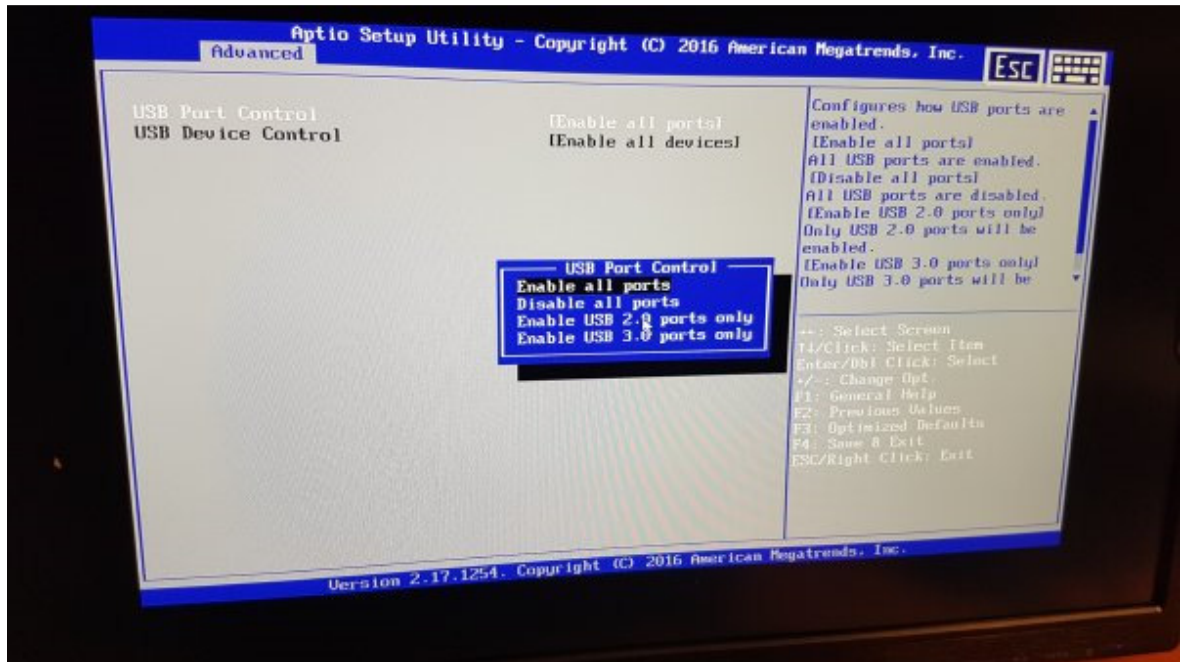 Aptio Setup Utility - Copyright (C) 2016 American Megatrends, Inc.
Advanced
Esc
USB Port Control [Enable all ports]
USB Device Control [Enable all devices]
USB Port Control
Enable all ports
Disable all ports
Enable USB 2.0 ports only
Enable USB 3.0 ports only
Configures how USB ports are
enabled.
[Enable all ports]
All USB ports are enabled.
[Disable all ports]
All USB ports are disabled.
[Enable USB 2.0 ports only]
Only USB 2.0 ports will be
enabled.
[Enable USB 3.0 ports only]
Only USB 3.0 ports will be
↔: Select Screen
↑↓/Click: Select Item
Enter/Dbl Click: Select
+/-: Change Opt.
F1: General Help
F2: Previous Values
F3: Optimized Defaults
F4: Save & Exit
ESC/Right Click: Exit
Version 2.17.1254. Copyright (C) 2016 American Megatrends, Inc.